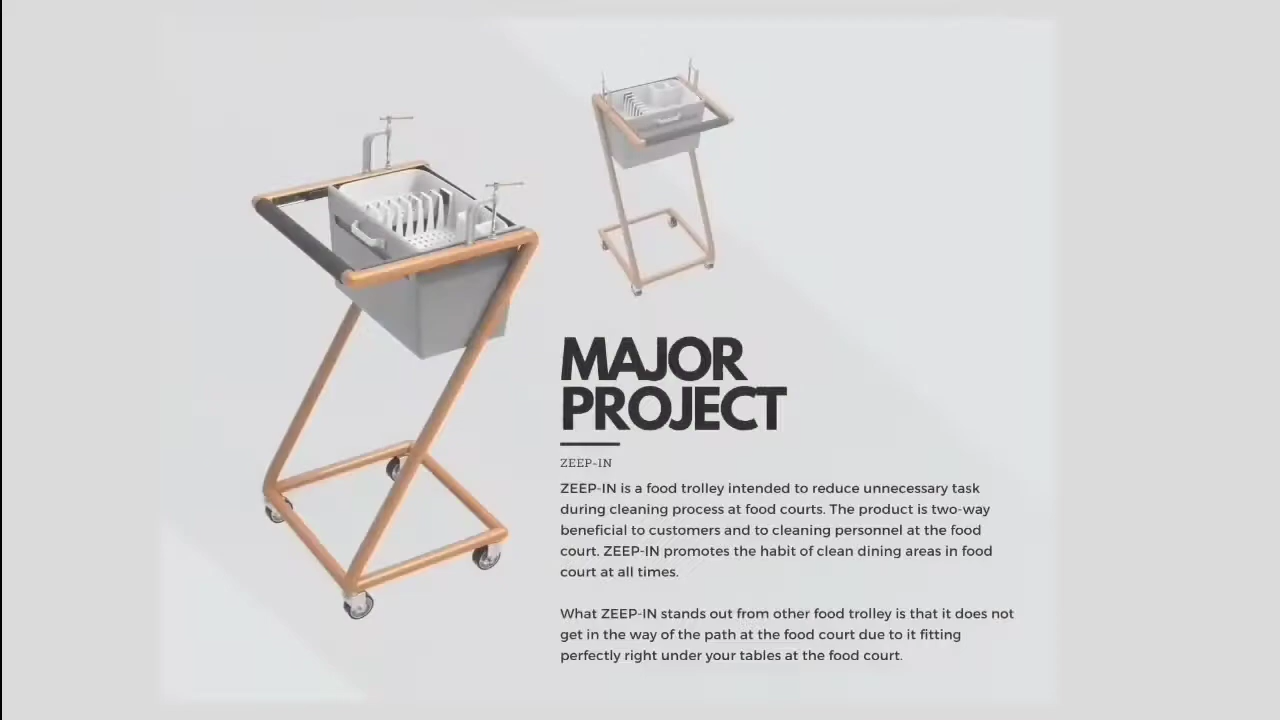 MAJOR
PROJECT
ZEEP-IN
ZEEP-IN is a food trolley intended to reduce unnecessary task
during cleaning process at food courts. The product is two-way
beneficial to customers and to cleaning personnel at the food
court. ZEEP-IN promotes the habit of clean dining areas in food
court at all times.
What ZEEP-IN stands out from other food trolley is that it does not
get in the way of the path at the food court due to it fitting
perfectly right under your tables at the food court.